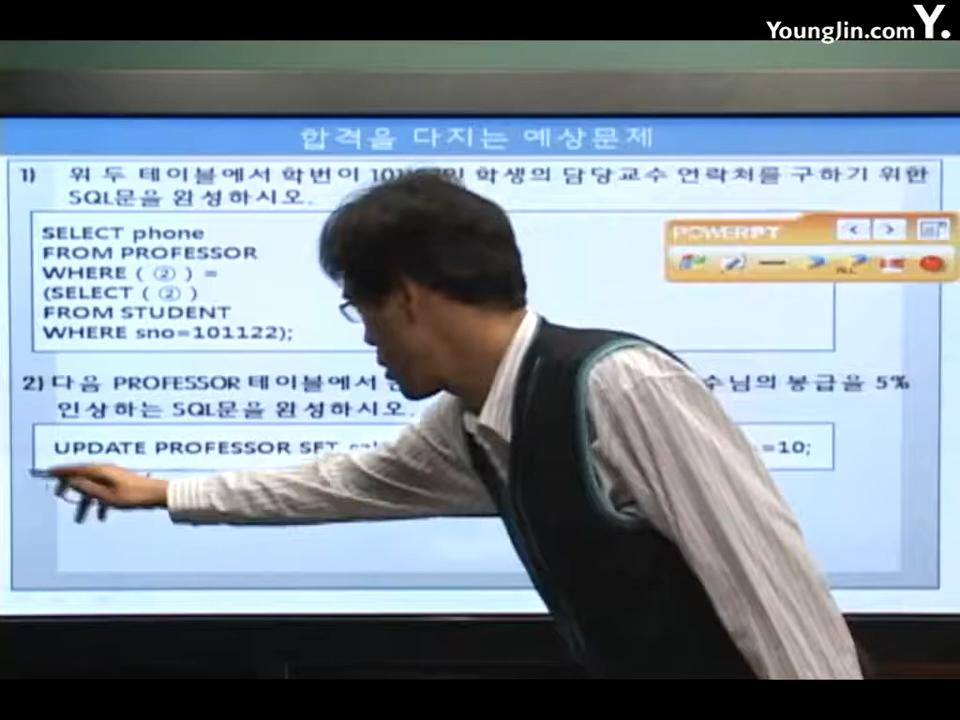 YoungJin.com Y.
합격을 다지는 예상문제
1) 위 두 테이블에서 학번이 학생의 담당교수 연락처를 구하기 위한
SQL문을 완성하시오.
SELECT phone
FROM PROFESSOR
WHERE ( ② ) =
(SELECT ( ② )
FROM STUDENT
WHERE sno=101122);
POWERPT
2) 다음 PROFESSOR 테이블에서 수님의 봉급을 5%
인상하는 SQL문을 완성하시오.
UPDATE PROFESSOR SET =10;